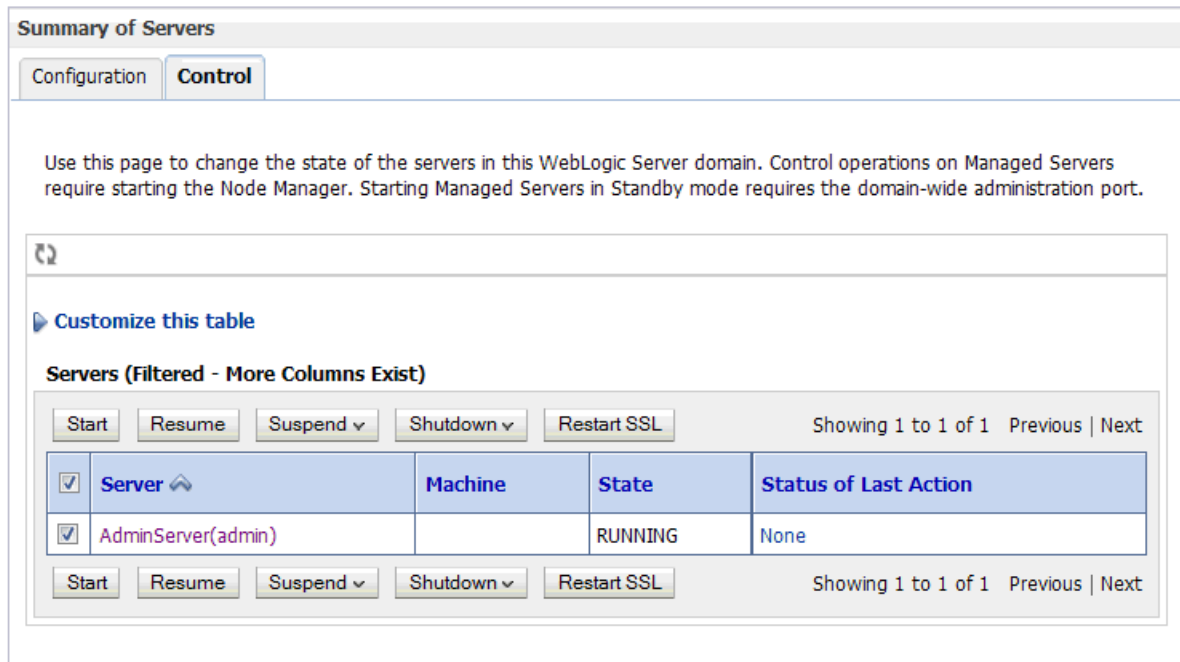 Summary of Servers
Configuration Control
Use this page to change the state of the servers in this WebLogic Server domain. Control operations on Managed Servers
require starting the Node Manager. Starting Managed Servers in Standby mode requires the domain-wide administration port.
Customize this table
Servers (Filtered - More Columns Exist)
Start Resume Suspend Shutdown Restart SSL Showing 1 to 1 of 1 Previous | Next
Server Machine State Status of Last Action
AdminServer(admin) RUNNING None
Start Resume Suspend Shutdown Restart SSL Showing 1 to 1 of 1 Previous | Next